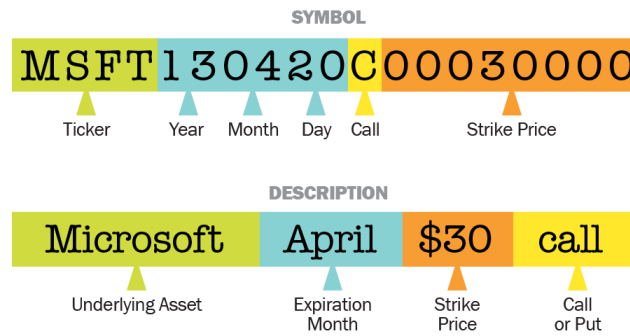 SYMBOL
MSFT130420C00030000
Ticker Year Month Day Call Strike Price
DESCRIPTION
Microsoft April $30 call
Underlying Asset Expiration Month Strike Price Call or Put